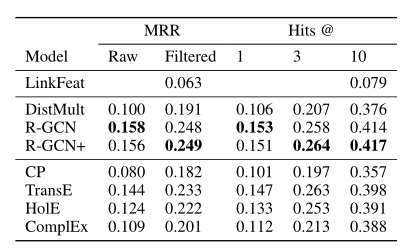 MRR Hits @
Model Raw Filtered 1 3 10
LinkFeat 0.063 0.079
DistMult 0.100 0.191 0.106 0.207 0.376
R-GCN 0.158 0.248 0.153 0.258 0.414
R-GCN+ 0.156 0.249 0.151 0.264 0.417
CP 0.080 0.182 0.101 0.197 0.357
TransE 0.144 0.233 0.147 0.263 0.398
HolE 0.124 0.222 0.133 0.253 0.391
ComplEx 0.109 0.201 0.112 0.213 0.388